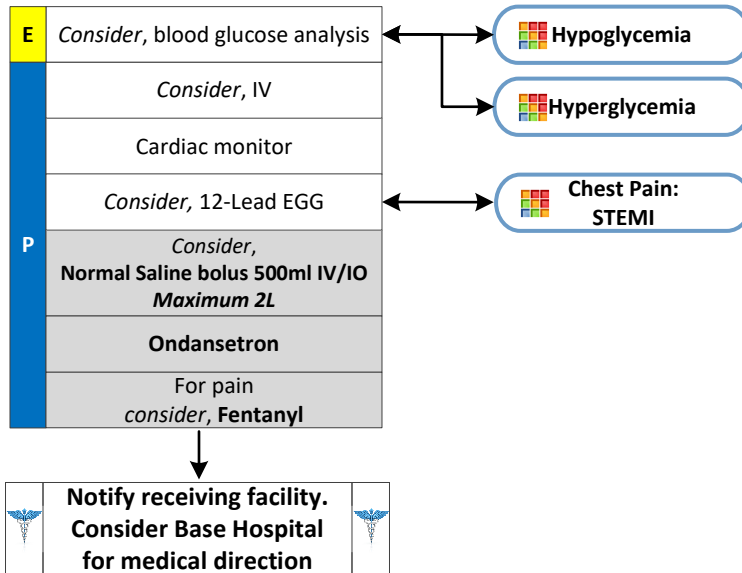 E
Consider, blood glucose analysis
Hypoglycemia
Hyperglycemia
P
Consider, IV
Cardiac monitor
Consider, 12-Lead EGG
Chest Pain:
STEMI
Consider,
Normal Saline bolus 500ml IV/IO
Maximum 2L
Ondansetron
For pain
consider, Fentanyl
Notify receiving facility.
Consider Base Hospital
for medical direction